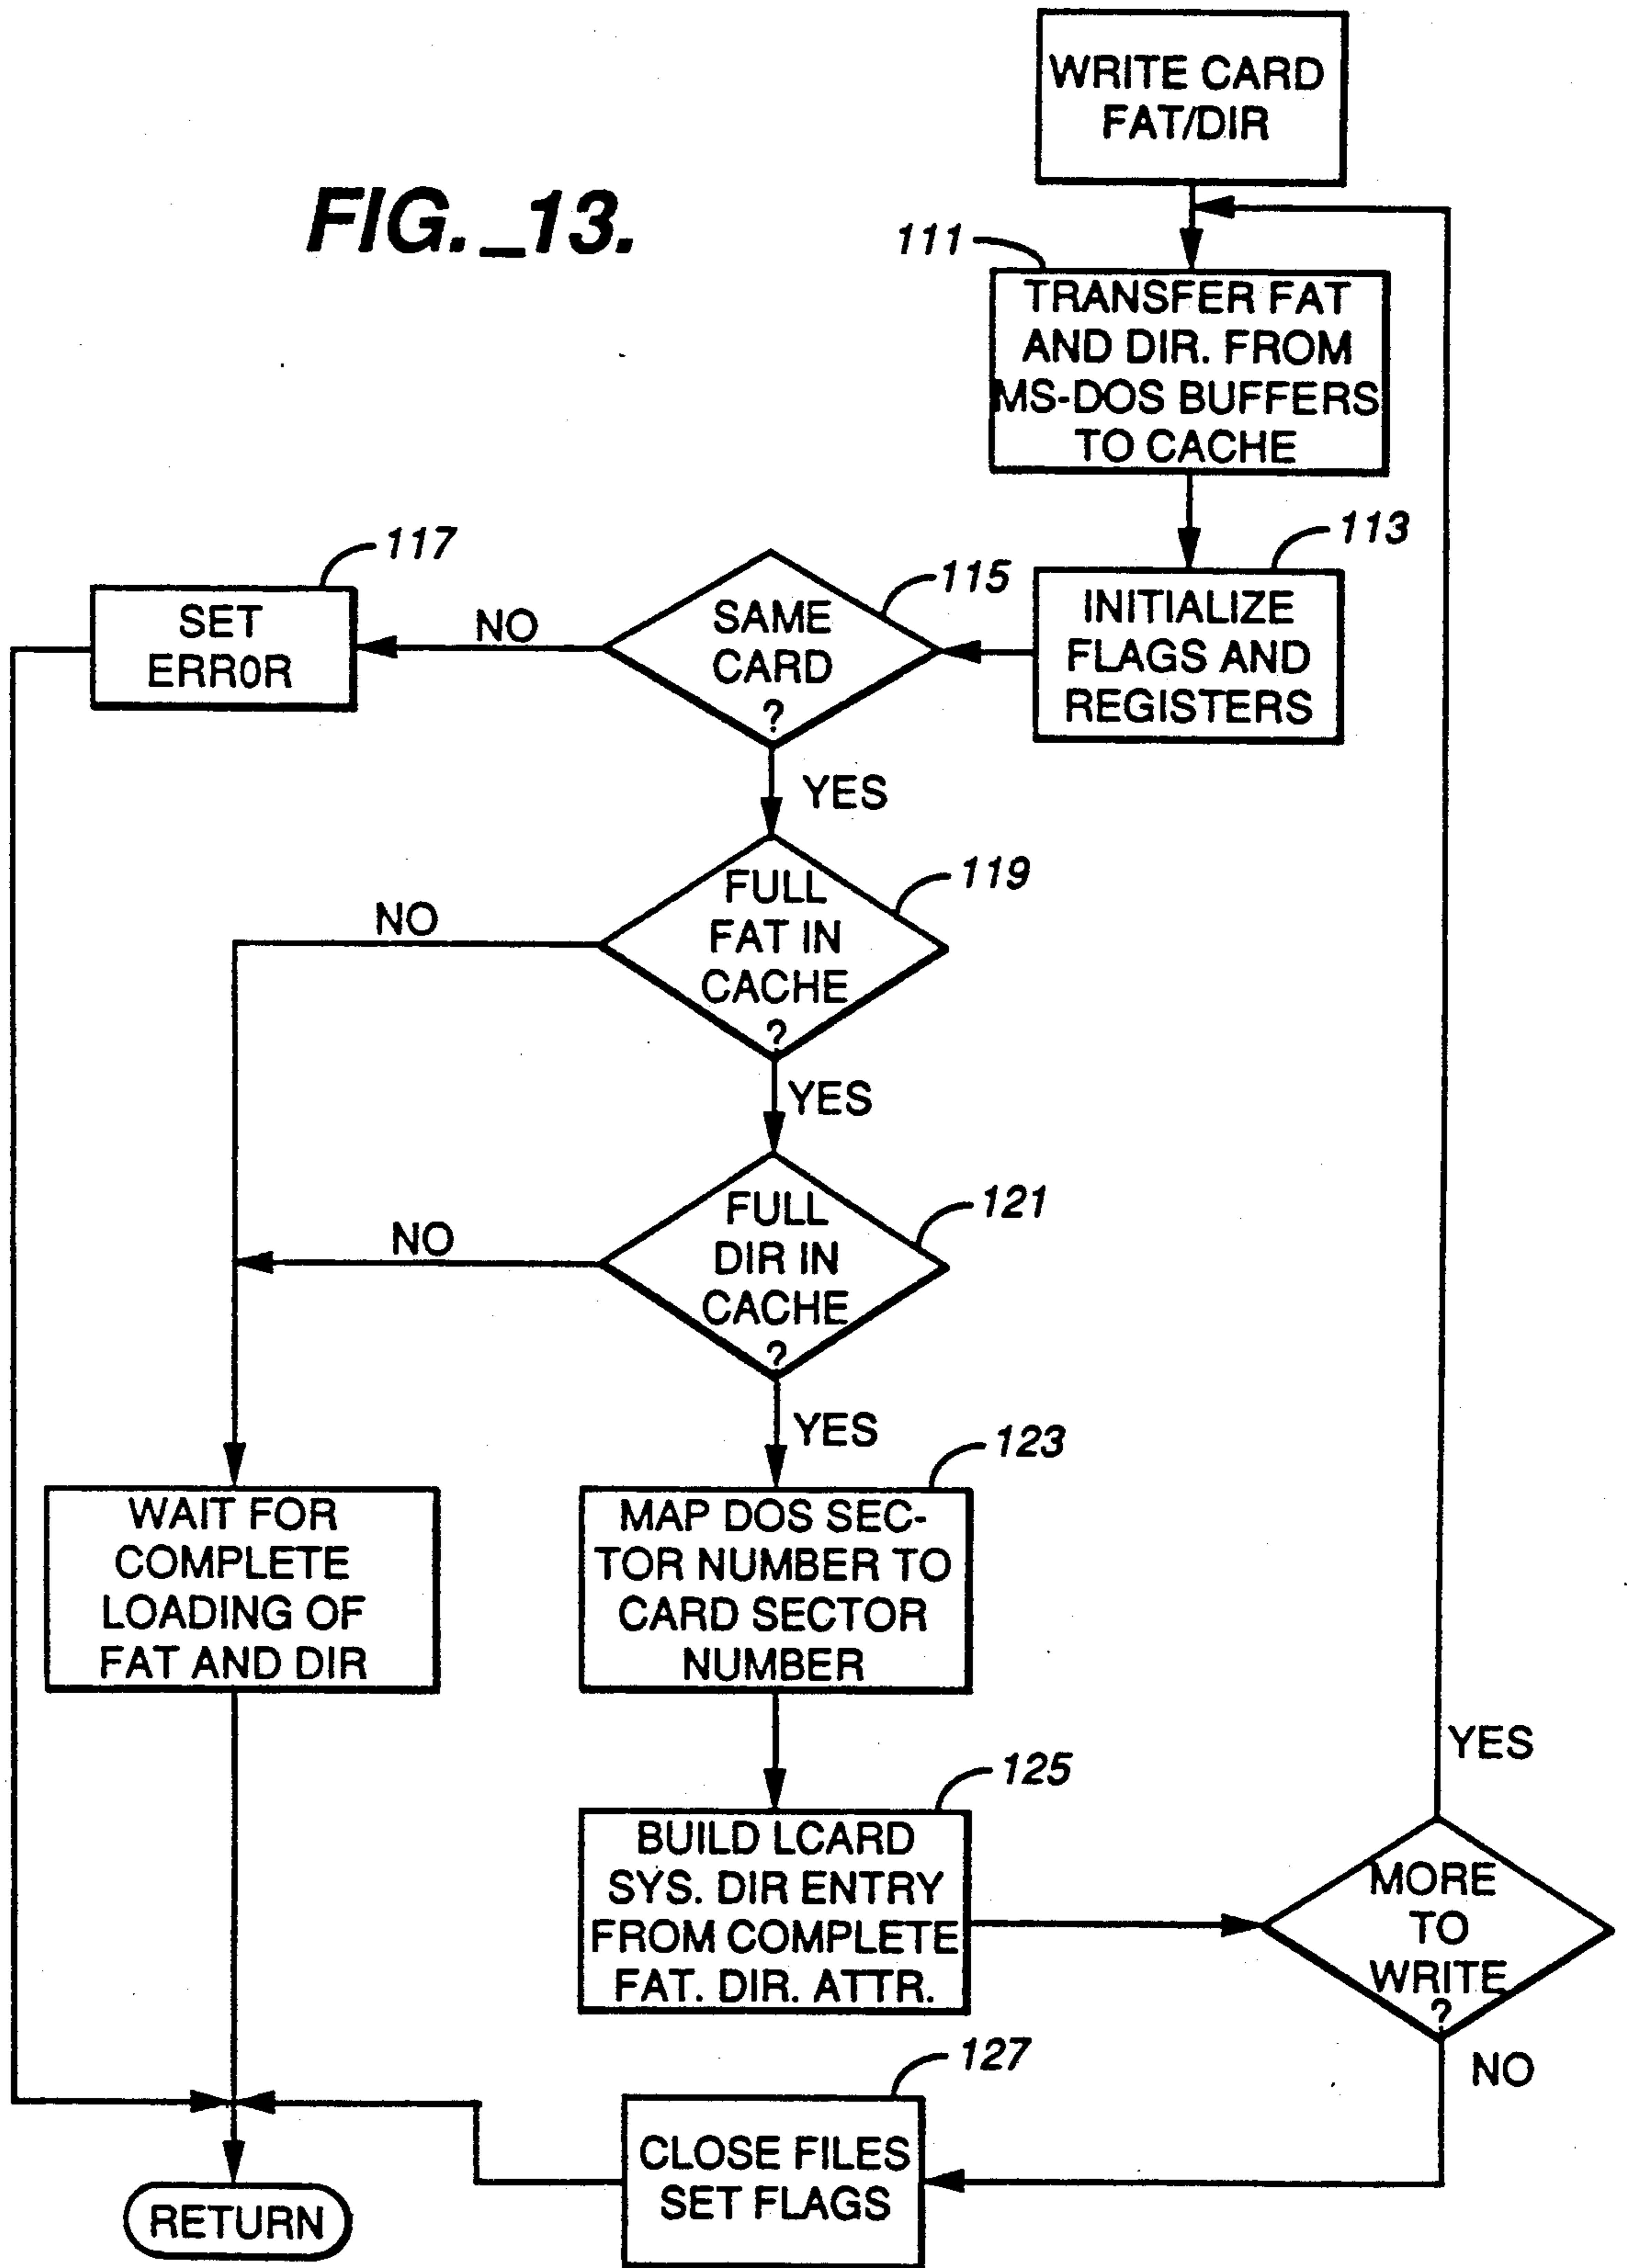 WRITE CARD
FAT/DIR
FIG._13.
111
TRANSFER FAT
AND DIR. FROM
MS-DOS BUFFERS
TO CACHE
113
INITIALIZE
FLAGS AND
REGISTERS
115
SAME
CARD
?
NO
117
SET
ERROR
YES
119
FULL
FAT IN
CACHE
?
NO
YES
121
FULL
DIR IN
CACHE
?
NO
YES
WAIT FOR
COMPLETE
LOADING OF
FAT AND DIR
123
MAP DOS SEC-
TOR NUMBER TO
CARD SECTOR
NUMBER
125
BUILD LCARD
SYS. DIR ENTRY
FROM COMPLETE
FAT. DIR. ATTR.
YES
MORE
TO
WRITE
?
NO
127
CLOSE FILES
SET FLAGS
RETURN